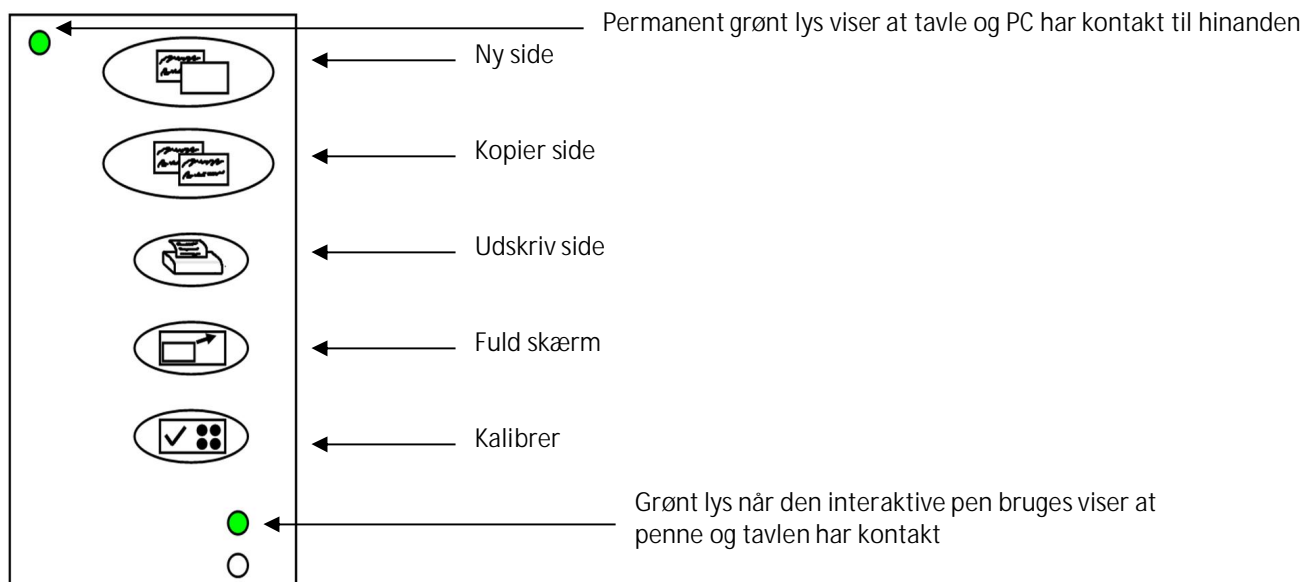 Permanent grønt lys viser at tavle og PC har kontakt til hinanden
Ny side
Kopier side
Udskriv side
Fuld skærm
Kalibrer
Grønt lys når den interaktive pen bruges viser at
penne og tavlen har kontakt